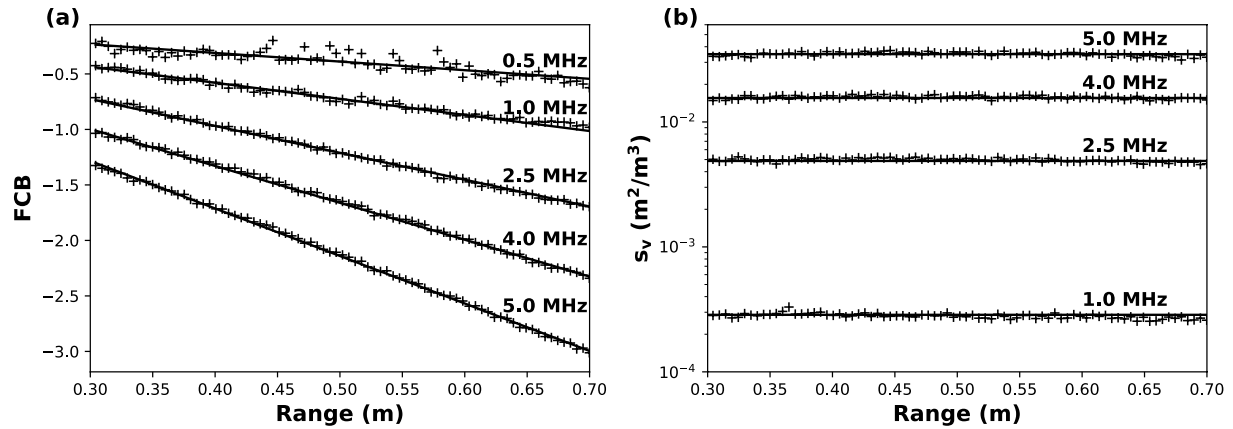 (a)
0.5 MHz
1.0 MHz
2.5 MHz
4.0 MHz
5.0 MHz
−0.5
−1.0
−1.5
−2.0
−2.5
−3.0
FCB
0.30 0.35 0.40 0.45 0.50 0.55 0.60 0.65 0.70
Range (m)
(b)
5.0 MHz
4.0 MHz
2.5 MHz
1.0 MHz
10⁻²
10⁻³
10⁻⁴
sᵥ (m²/m³)
0.30 0.35 0.40 0.45 0.50 0.55 0.60 0.65 0.70
Range (m)